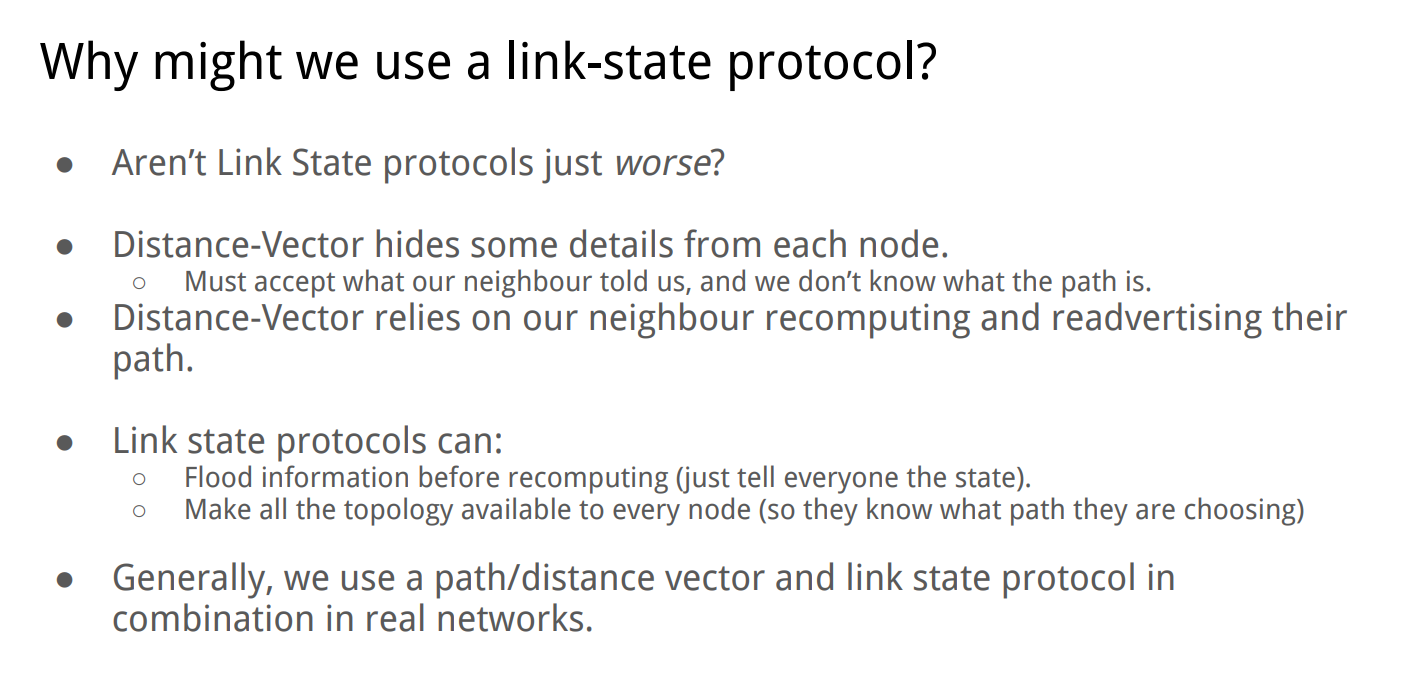 Why might we use a link-state protocol?
● Aren’t Link State protocols just worse?
● Distance-Vector hides some details from each node.
○ Must accept what our neighbour told us, and we don’t know what the path is.
● Distance-Vector relies on our neighbour recomputing and readvertising their
path.
● Link state protocols can:
○ Flood information before recomputing (just tell everyone the state).
○ Make all the topology available to every node (so they know what path they are choosing)
● Generally, we use a path/distance vector and link state protocol in
combination in real networks.